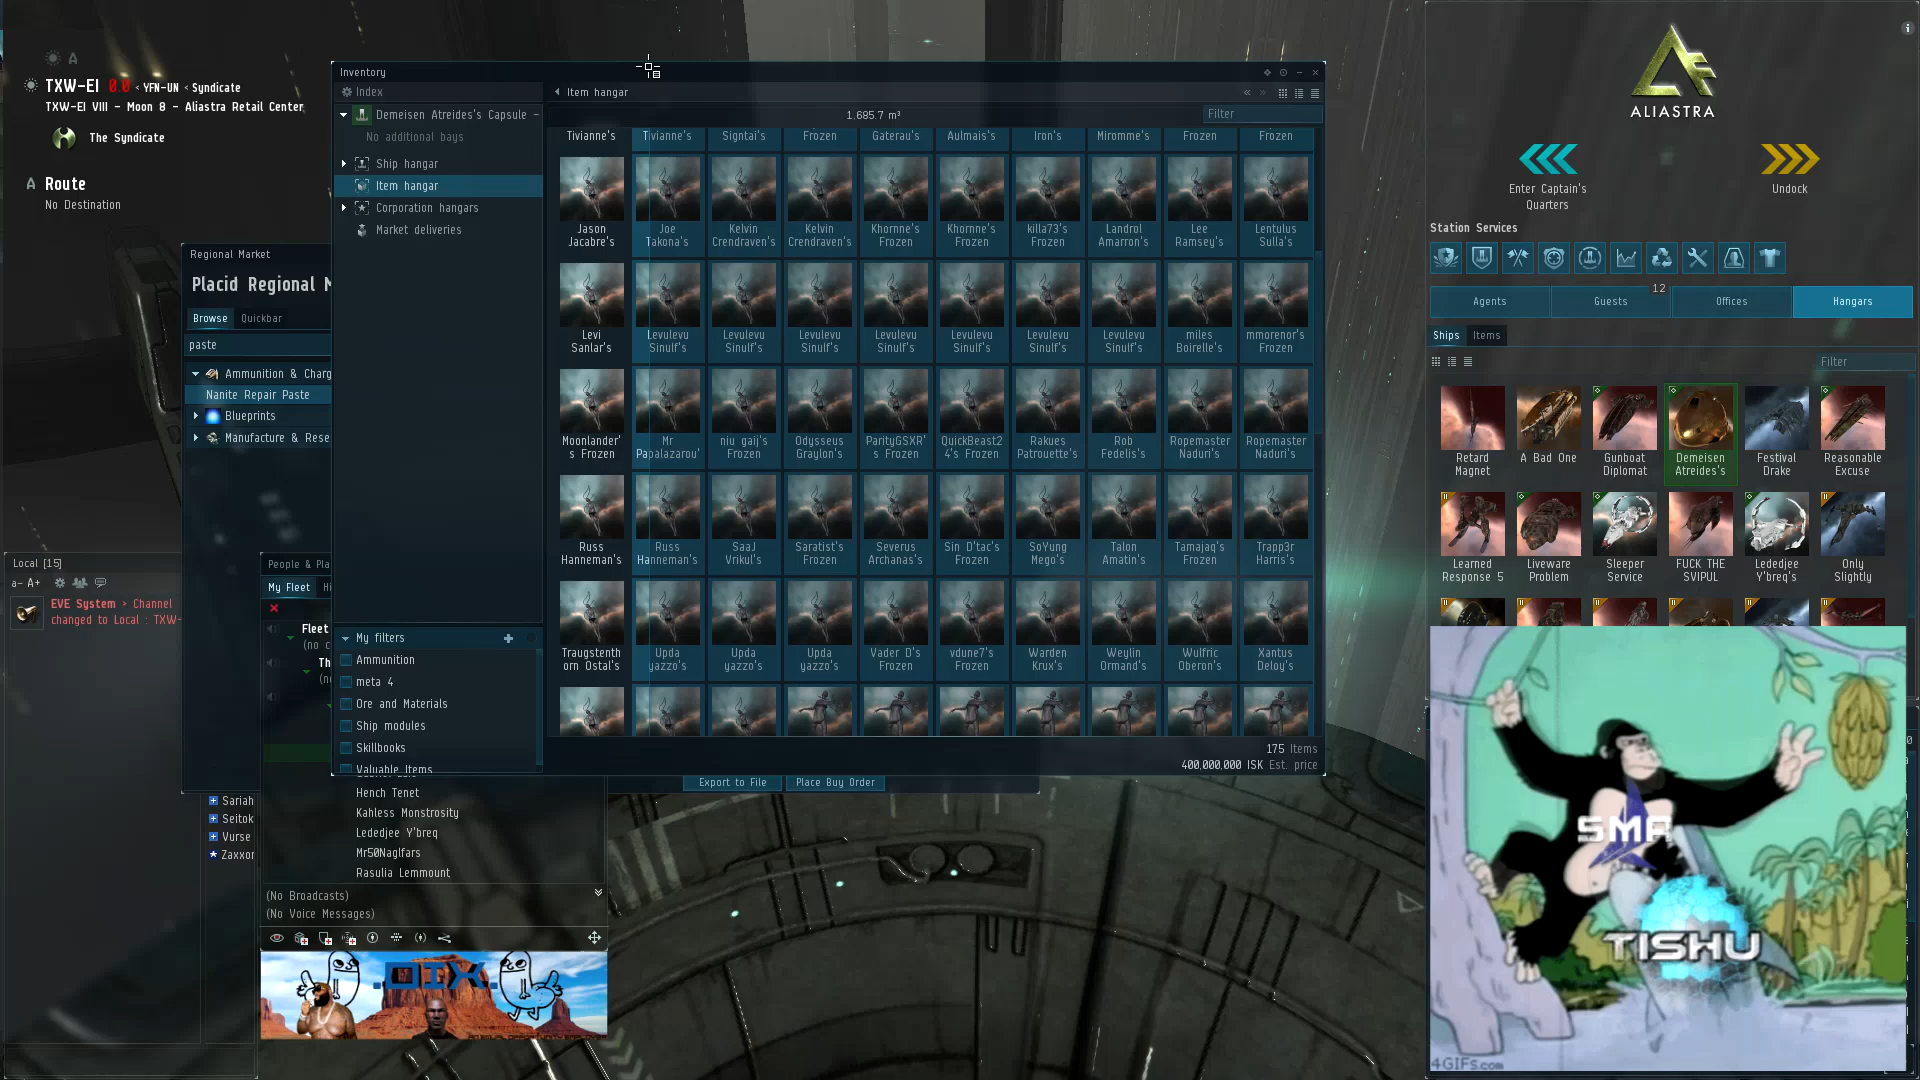 A
TXW-EI 0.0 < YFN-UN < Syndicate
TXW-EI VIII - Moon 8 - Aliastra Retail Center
The Syndicate
A Route
No Destination
Regional Market
Placid Regional M
Browse Quickbar
paste
Ammunition & Charg
Nanite Repair Paste
Blueprints
Manufacture & Rese
Inventory
Index
Demeisen Atreides's Capsule -
No additional bays
Ship hangar
Item hangar
Corporation hangars
Market deliveries
My filters
Ammunition
meta 4
Ore and Materials
Ship modules
Skillbooks
Valuable Items
Item hangar
1,685.7 m³
Filter
Tivianne's Tivianne's Signtai's Frozen Gaterau's Aulmais's Iron's Miromme's Frozen Frozen
Jason Joe Kelvin Kelvin Khornne's Khornne's killa73's Landrol Lee Lentulus
Jacabre's Takona's Crendraven's Crendraven's Frozen Frozen Frozen Amarron's Ramsey's Sulla's
Levi Levulevu Levulevu Levulevu Levulevu Levulevu Levulevu Levulevu miles mmorenor's
Sanlar's Sinulf's Sinulf's Sinulf's Sinulf's Sinulf's Sinulf's Sinulf's Boirelle's Frozen
Moonlander' Mr niu gaij's Odysseus ParityGSXR' QuickBeast2 Rakues Rob Ropemaster Ropemaster
s Frozen Papalazarou' Frozen Graylon's s Frozen 4's Frozen Patrouette's Fedelis's Naduri's Naduri's
Russ Russ SaaJ Saratist's Severus Sin D'tac's SoYung Talon Tamajaq's Trapp3r
Hanneman's Hanneman's Vrikul's Frozen Archanas's Frozen Mego's Amatin's Frozen Harris's
Traugstenth Upda Upda Upda Vader D's vdune7's Warden Weylin Wulfric Xantus
orn Ostal's yazzo's yazzo's yazzo's Frozen Frozen Krux's Ormand's Oberon's Deloy's
175 Items
400,000,000 ISK Est. price
Export to File
Place Buy Order
Local [15]
a- A+
EVE System > Channel
changed to Local : TXW-
People & Pla
My Fleet Hi
Fleet
(no c
Th
(n
Hench Tenet
Kahless Monstrosity
Lededjee Y'breq
Mr50Naglfars
Rasulia Lemmount
Sariah
Seitok
Vurse
Zaxxor
(No Broadcasts)
(No Voice Messages)
.DIX.
ALIASTRA
Enter Captain's
Quarters
Undock
Station Services
Agents
Guests
12
Offices
Hangars
Ships Items
Filter
Retard A Bad One Gunboat Demeisen Festival Reasonable
Magnet Diplomat Atreides's Drake Excuse
Learned Liveware Sleeper FUCK THE Lededjee Only
Response 5 Problem Service SVIPUL Y'breq's Slightly
SMA
TISHU
4GIFs.com